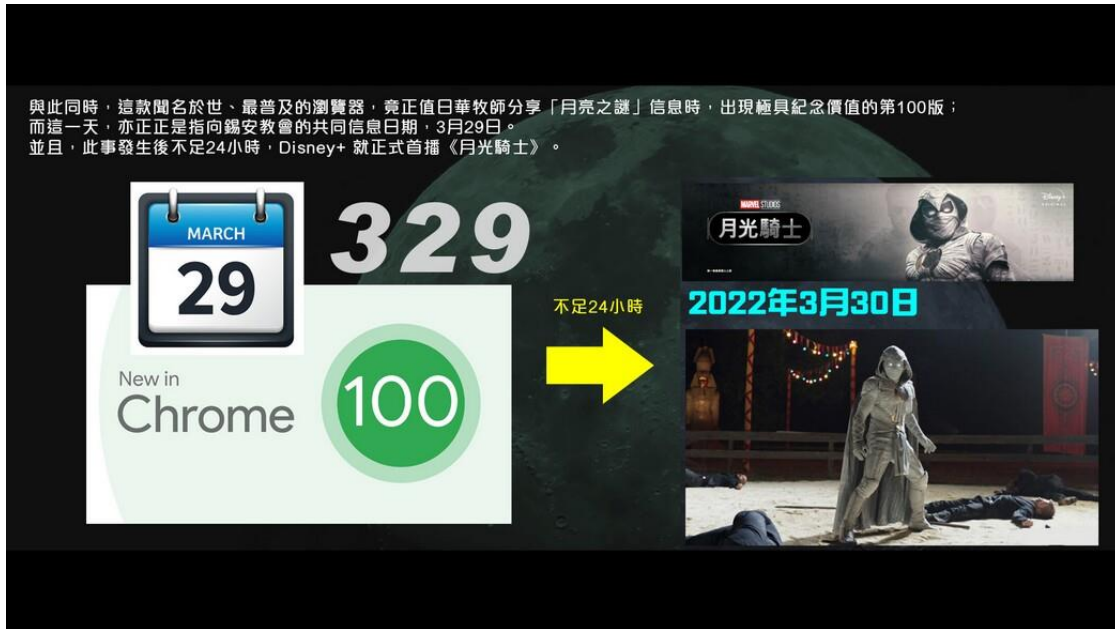 與此同時，這款聞名於世、最普及的瀏覽器，竟正值日華牧師分享「月亮之謎」信息時，出現極具紀念價值的第100版；
而這一天，亦正正是指向錫安教會的共同信息日期，3月29日。
並且，此事發生後不足24小時，Disney+ 就正式首播《月光騎士》。
MARCH
29
329
New in
Chrome
100
不足24小時
MARVEL STUDIOS
月光騎士
Disney+
ORIGINAL
2022年3月30日